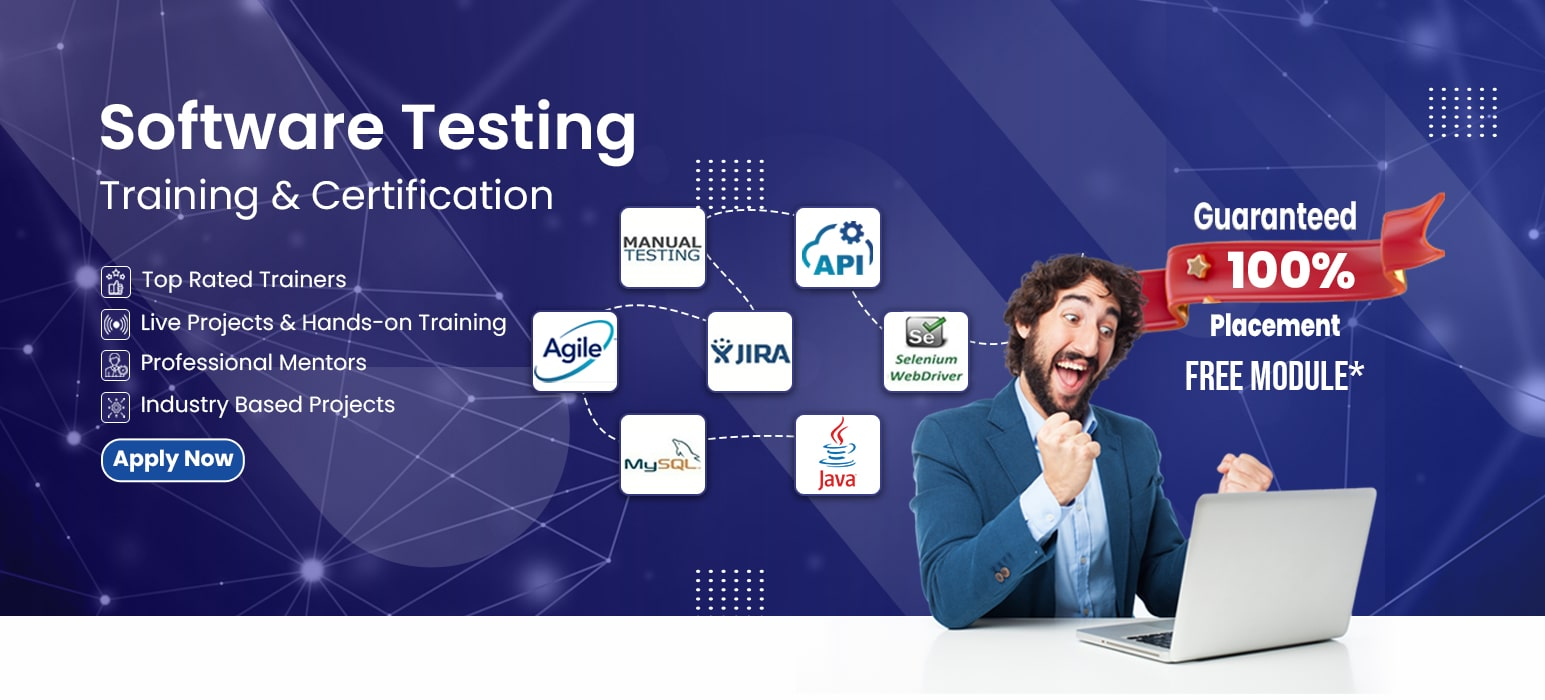 Software Testing
Training & Certification
Top Rated Trainers
Live Projects & Hands-on Training
Professional Mentors
Industry Based Projects
Apply Now
MANUAL
TESTING
API
Agile
JIRA
Se
Selenium
WebDriver
MySQL
Java
Guaranteed
100%
Placement
FREE MODULE*